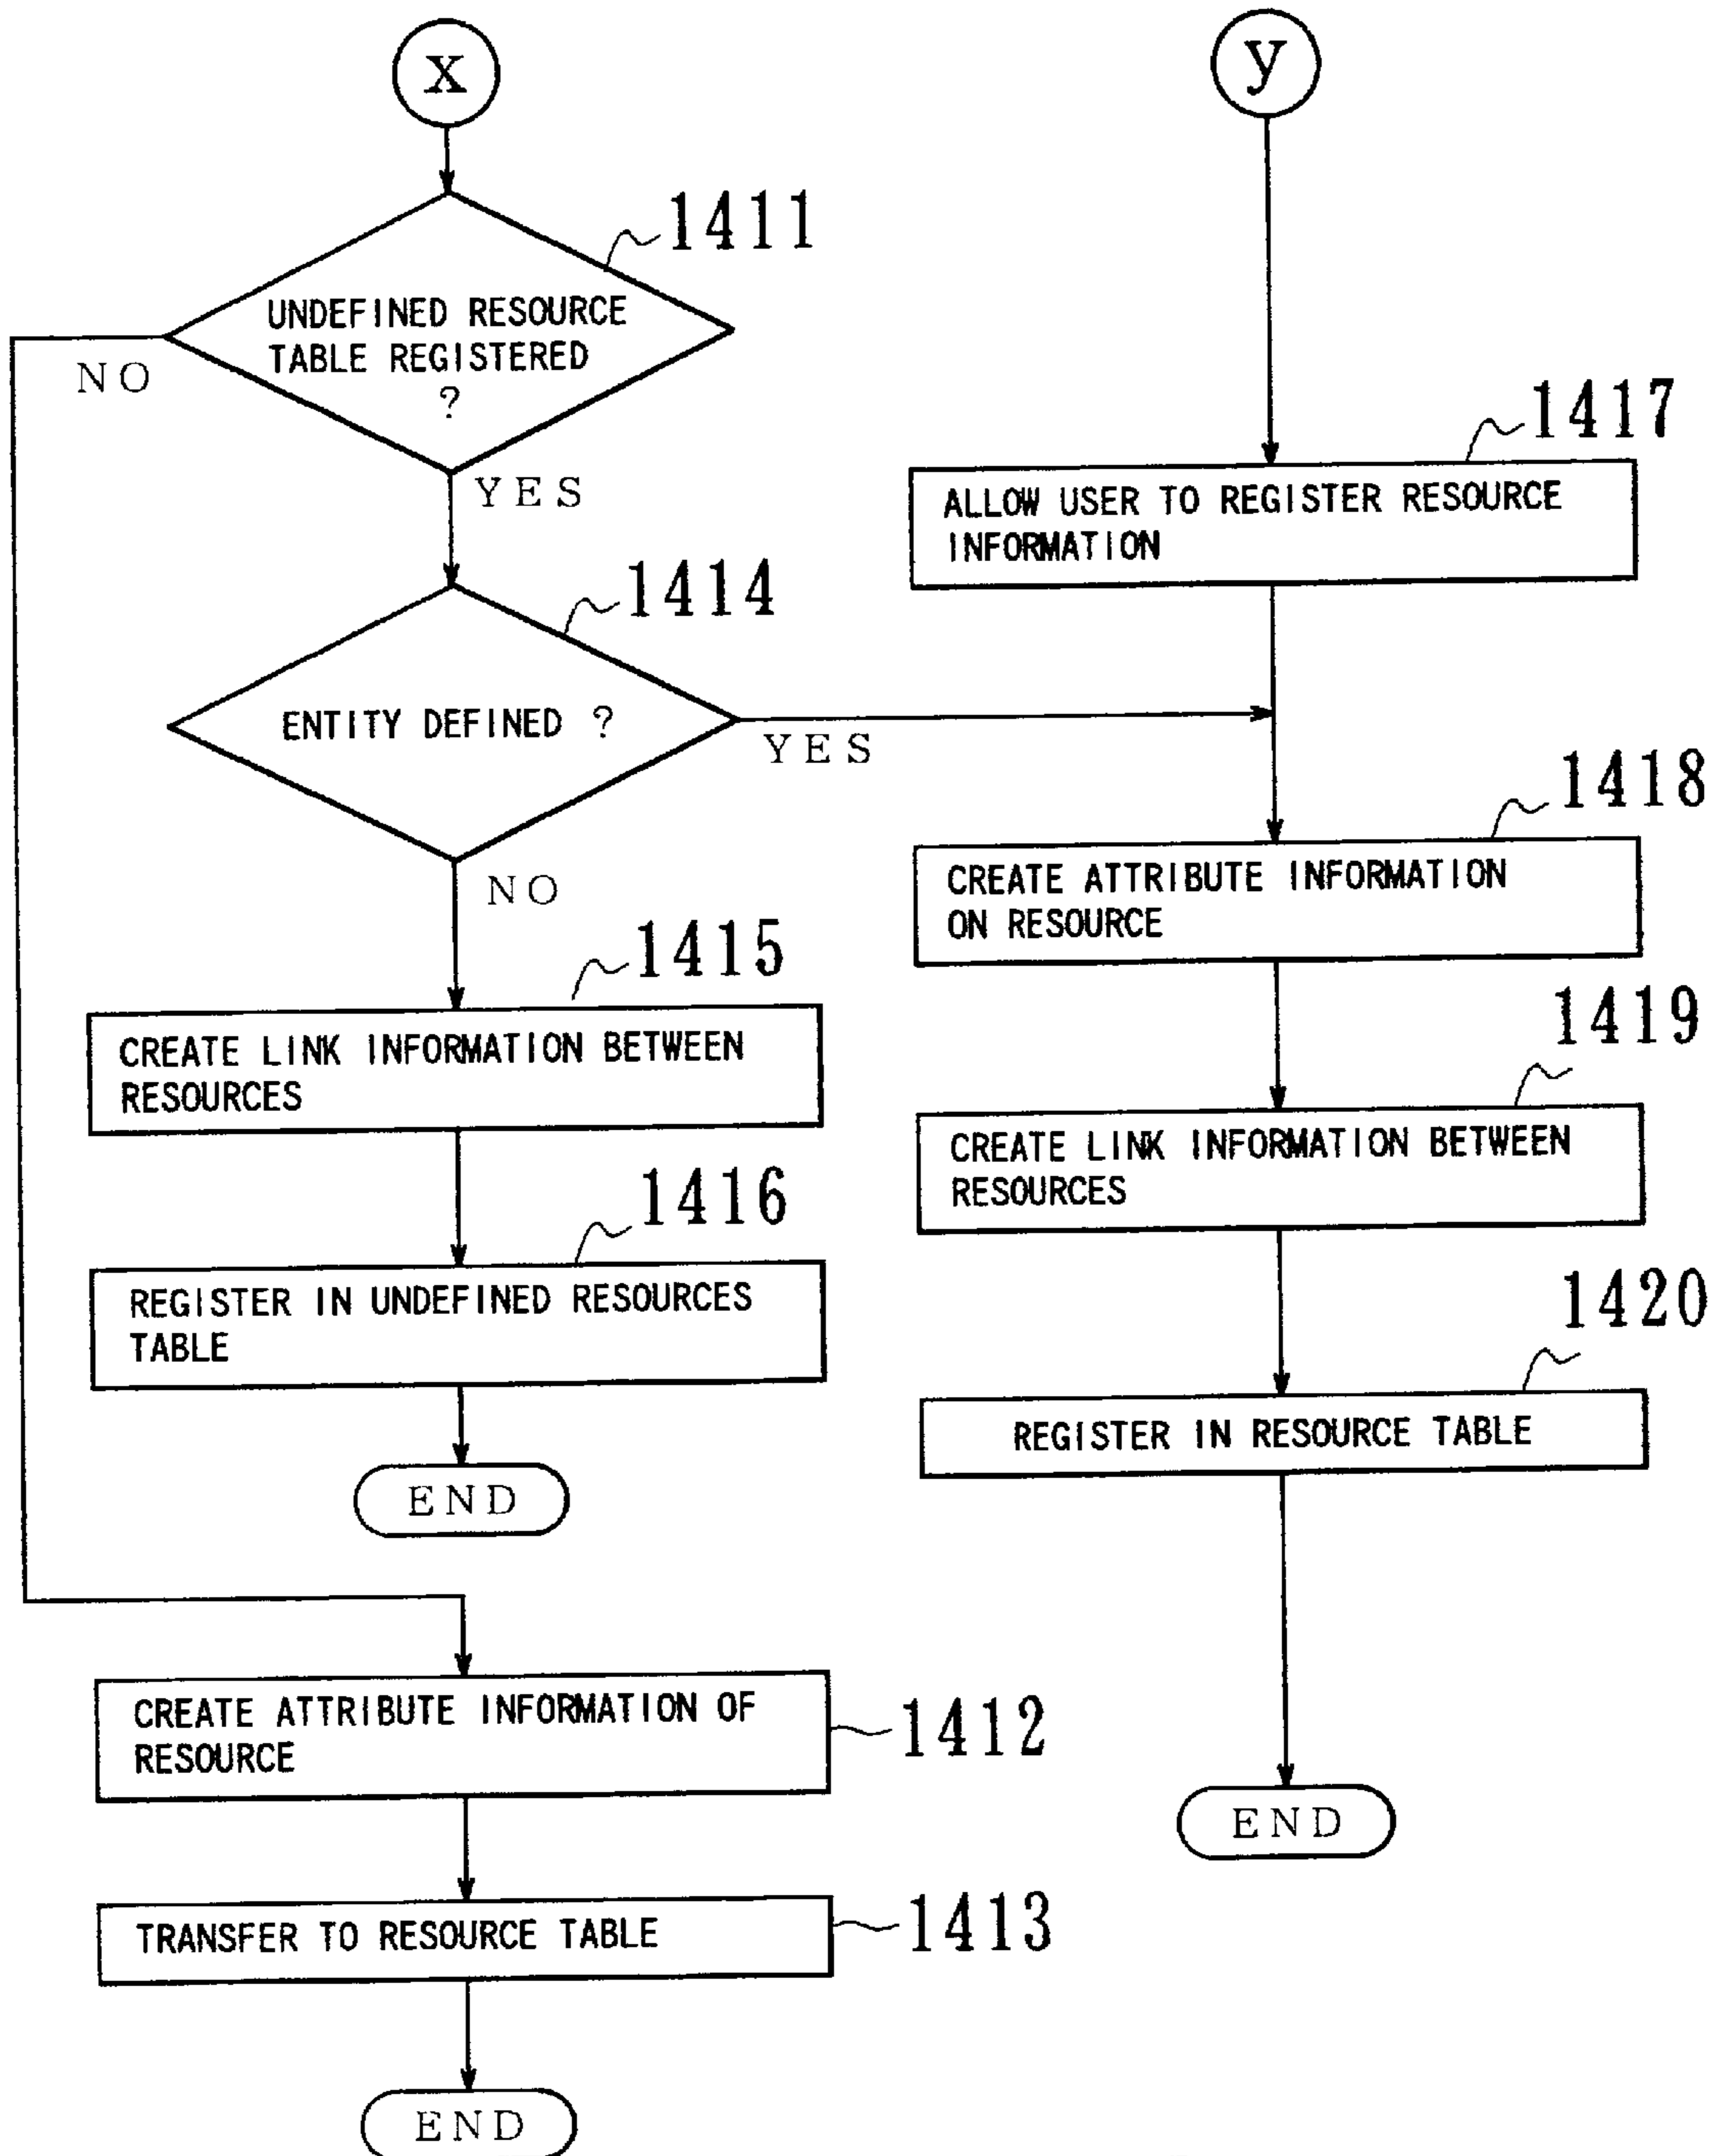 x
y
1411
UNDEFINED RESOURCE
TABLE REGISTERED
?
NO
YES
1417
ALLOW USER TO REGISTER RESOURCE
INFORMATION
1414
ENTITY DEFINED ?
YES
NO
1418
CREATE ATTRIBUTE INFORMATION
ON RESOURCE
1415
CREATE LINK INFORMATION BETWEEN
RESOURCES
1419
CREATE LINK INFORMATION BETWEEN
RESOURCES
1416
REGISTER IN UNDEFINED RESOURCES
TABLE
END
1420
REGISTER IN RESOURCE TABLE
END
CREATE ATTRIBUTE INFORMATION OF
RESOURCE
1412
TRANSFER TO RESOURCE TABLE
1413
END